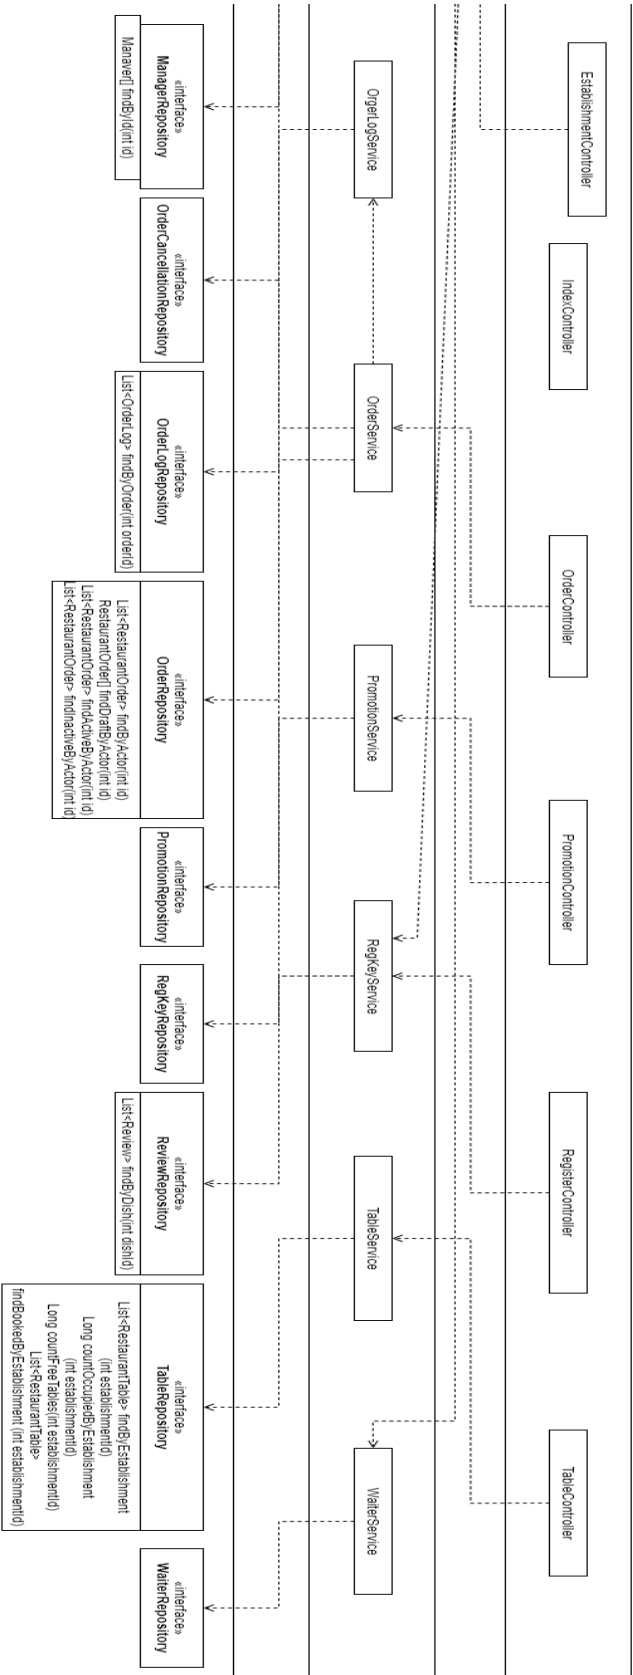 EstablishmentController
IndexController
OrderController
PromotionController
RegisterController
TableController
OrgerLogService
OrderService
PromotionService
RegKeyService
TableService
WaiterService
«interface»
ManagerRepository
Manaver[] findById(int id)
«interface»
OrderCancellationRepository
«interface»
OrderLogRepository
List<OrderLog> findByOrder(int orderId)
«interface»
OrderRepository
List<RestaurantOrder> findByActor(int id)
RestaurantOrder[] findDraftByActor(int id)
List<RestaurantOrder> findActiveByActor(int id)
List<RestaurantOrder> findInactiveByActor(int id)
«interface»
PromotionRepository
«interface»
RegKeyRepository
«interface»
ReviewRepository
List<Review> findByDish(int dishId)
«interface»
TableRepository
List<RestaurantTable> findByEstablishment
(int establishmentId)
Long countOccupiedByEstablishment
(int establishmentId)
Long countFreeTables(int establishmentId)
List<RestaurantTable>
findBookedByEstablishment (int establishmentId)
«interface»
WaiterRepository